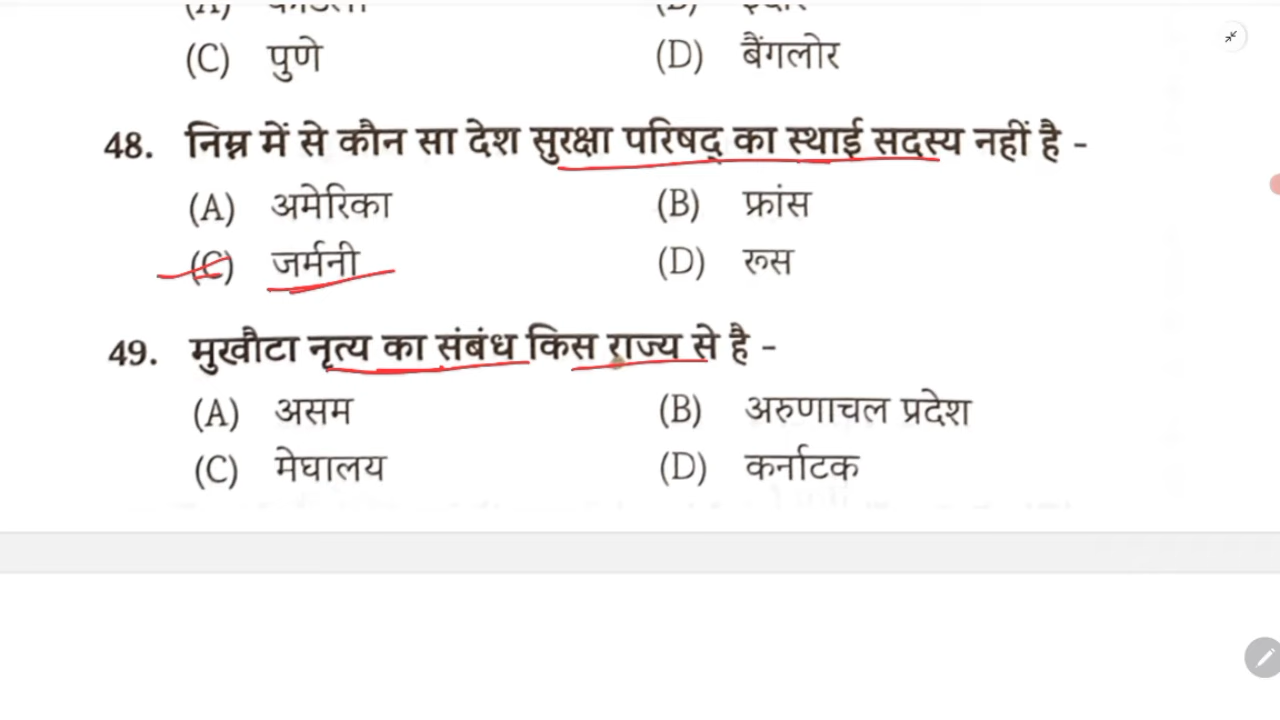 (C) पुणे (D) बैंगलोर
48. निम्न में से कौन सा देश सुरक्षा परिषद् का स्थाई सदस्य नहीं है -
(A) अमेरिका (B) फ्रांस
(C) जर्मनी (D) रूस
49. मुखौटा नृत्य का संबंध किस राज्य से है -
(A) असम (B) अरुणाचल प्रदेश
(C) मेघालय (D) कर्नाटक